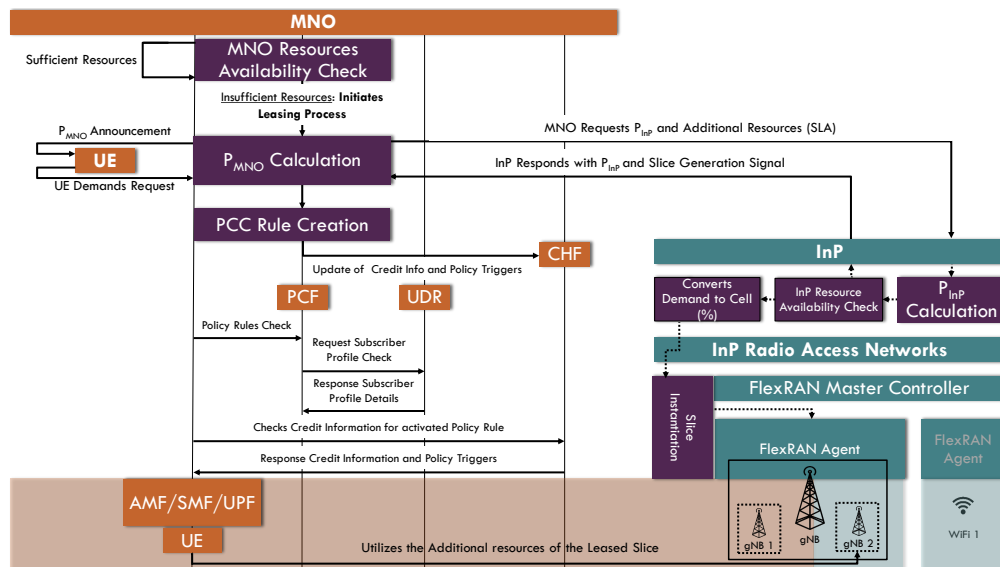 MNO
MNO Resources
Availability Check
Sufficient Resources
Insufficient Resources: Initiates
Leasing Process
P_MNO Announcement
MNO Requests P_InP and Additional Resources (SLA)
UE
P_MNO Calculation
InP Responds with P_InP and Slice Generation Signal
UE Demands Request
PCC Rule Creation
CHF
InP
Update of Credit Info and Policy Triggers
PCF
UDR
Converts
Demand to Cell
(%)
InP Resource
Availability Check
P_InP
Calculation
Policy Rules Check
Request Subscriber
Profile Check
InP Radio Access Networks
Response Subscriber
Profile Details
Slice
Instantiation
FlexRAN Master Controller
Checks Credit Information for activated Policy Rule
FlexRAN Agent
FlexRAN
Agent
Response Credit Information and Policy Triggers
AMF/SMF/UPF
UE
gNB 1
gNB
gNB 2
WiFi 1
Utilizes the Additional resources of the Leased Slice